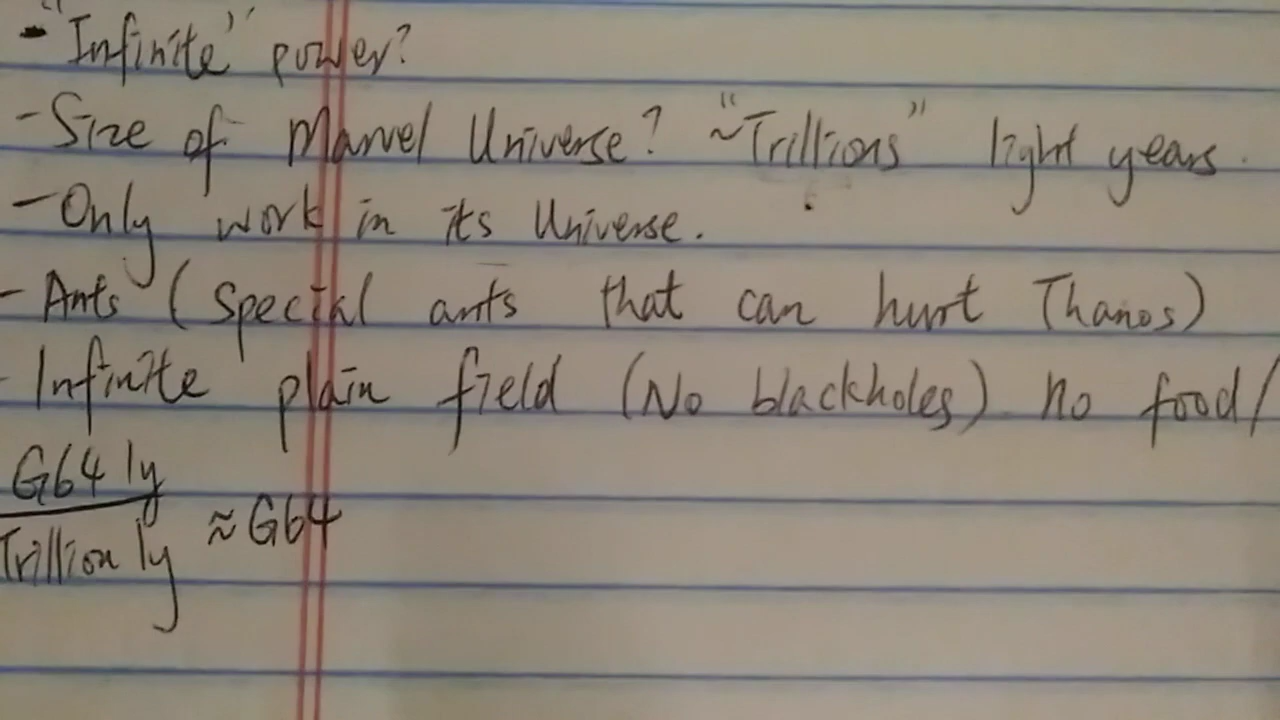 - "Infinite" power?
- Size of Marvel Universe? ~"Trillions" light years.
- Only work in its Universe.
- Ants (Special ants that can hurt Thanos)
- Infinite plain field (No blackholes) no food/
G64 ly
Trillion ly ≈ G64